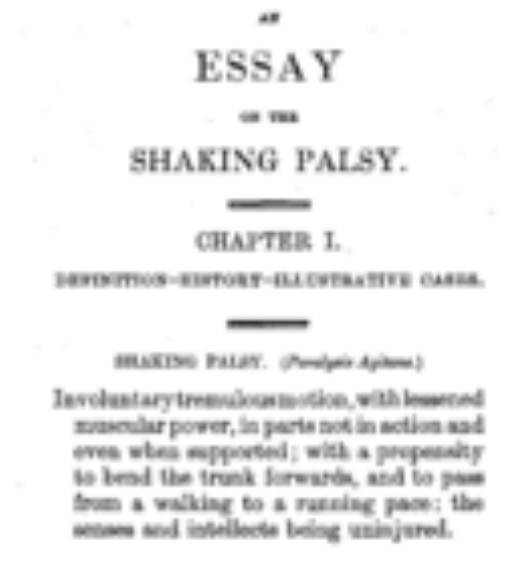 AN
ESSAY
ON THE
SHAKING PALSY.
CHAPTER I.
DEFINITION—HISTORY—ILLUSTRATIVE CASES.
SHAKING PALSY. (Paralysis Agitans.)
Involuntary tremulous motion, with lessened
muscular power, in parts not in action and
even when supported; with a propensity
to bend the trunk forwards, and to pass
from a walking to a running pace: the
senses and intellects being uninjured.